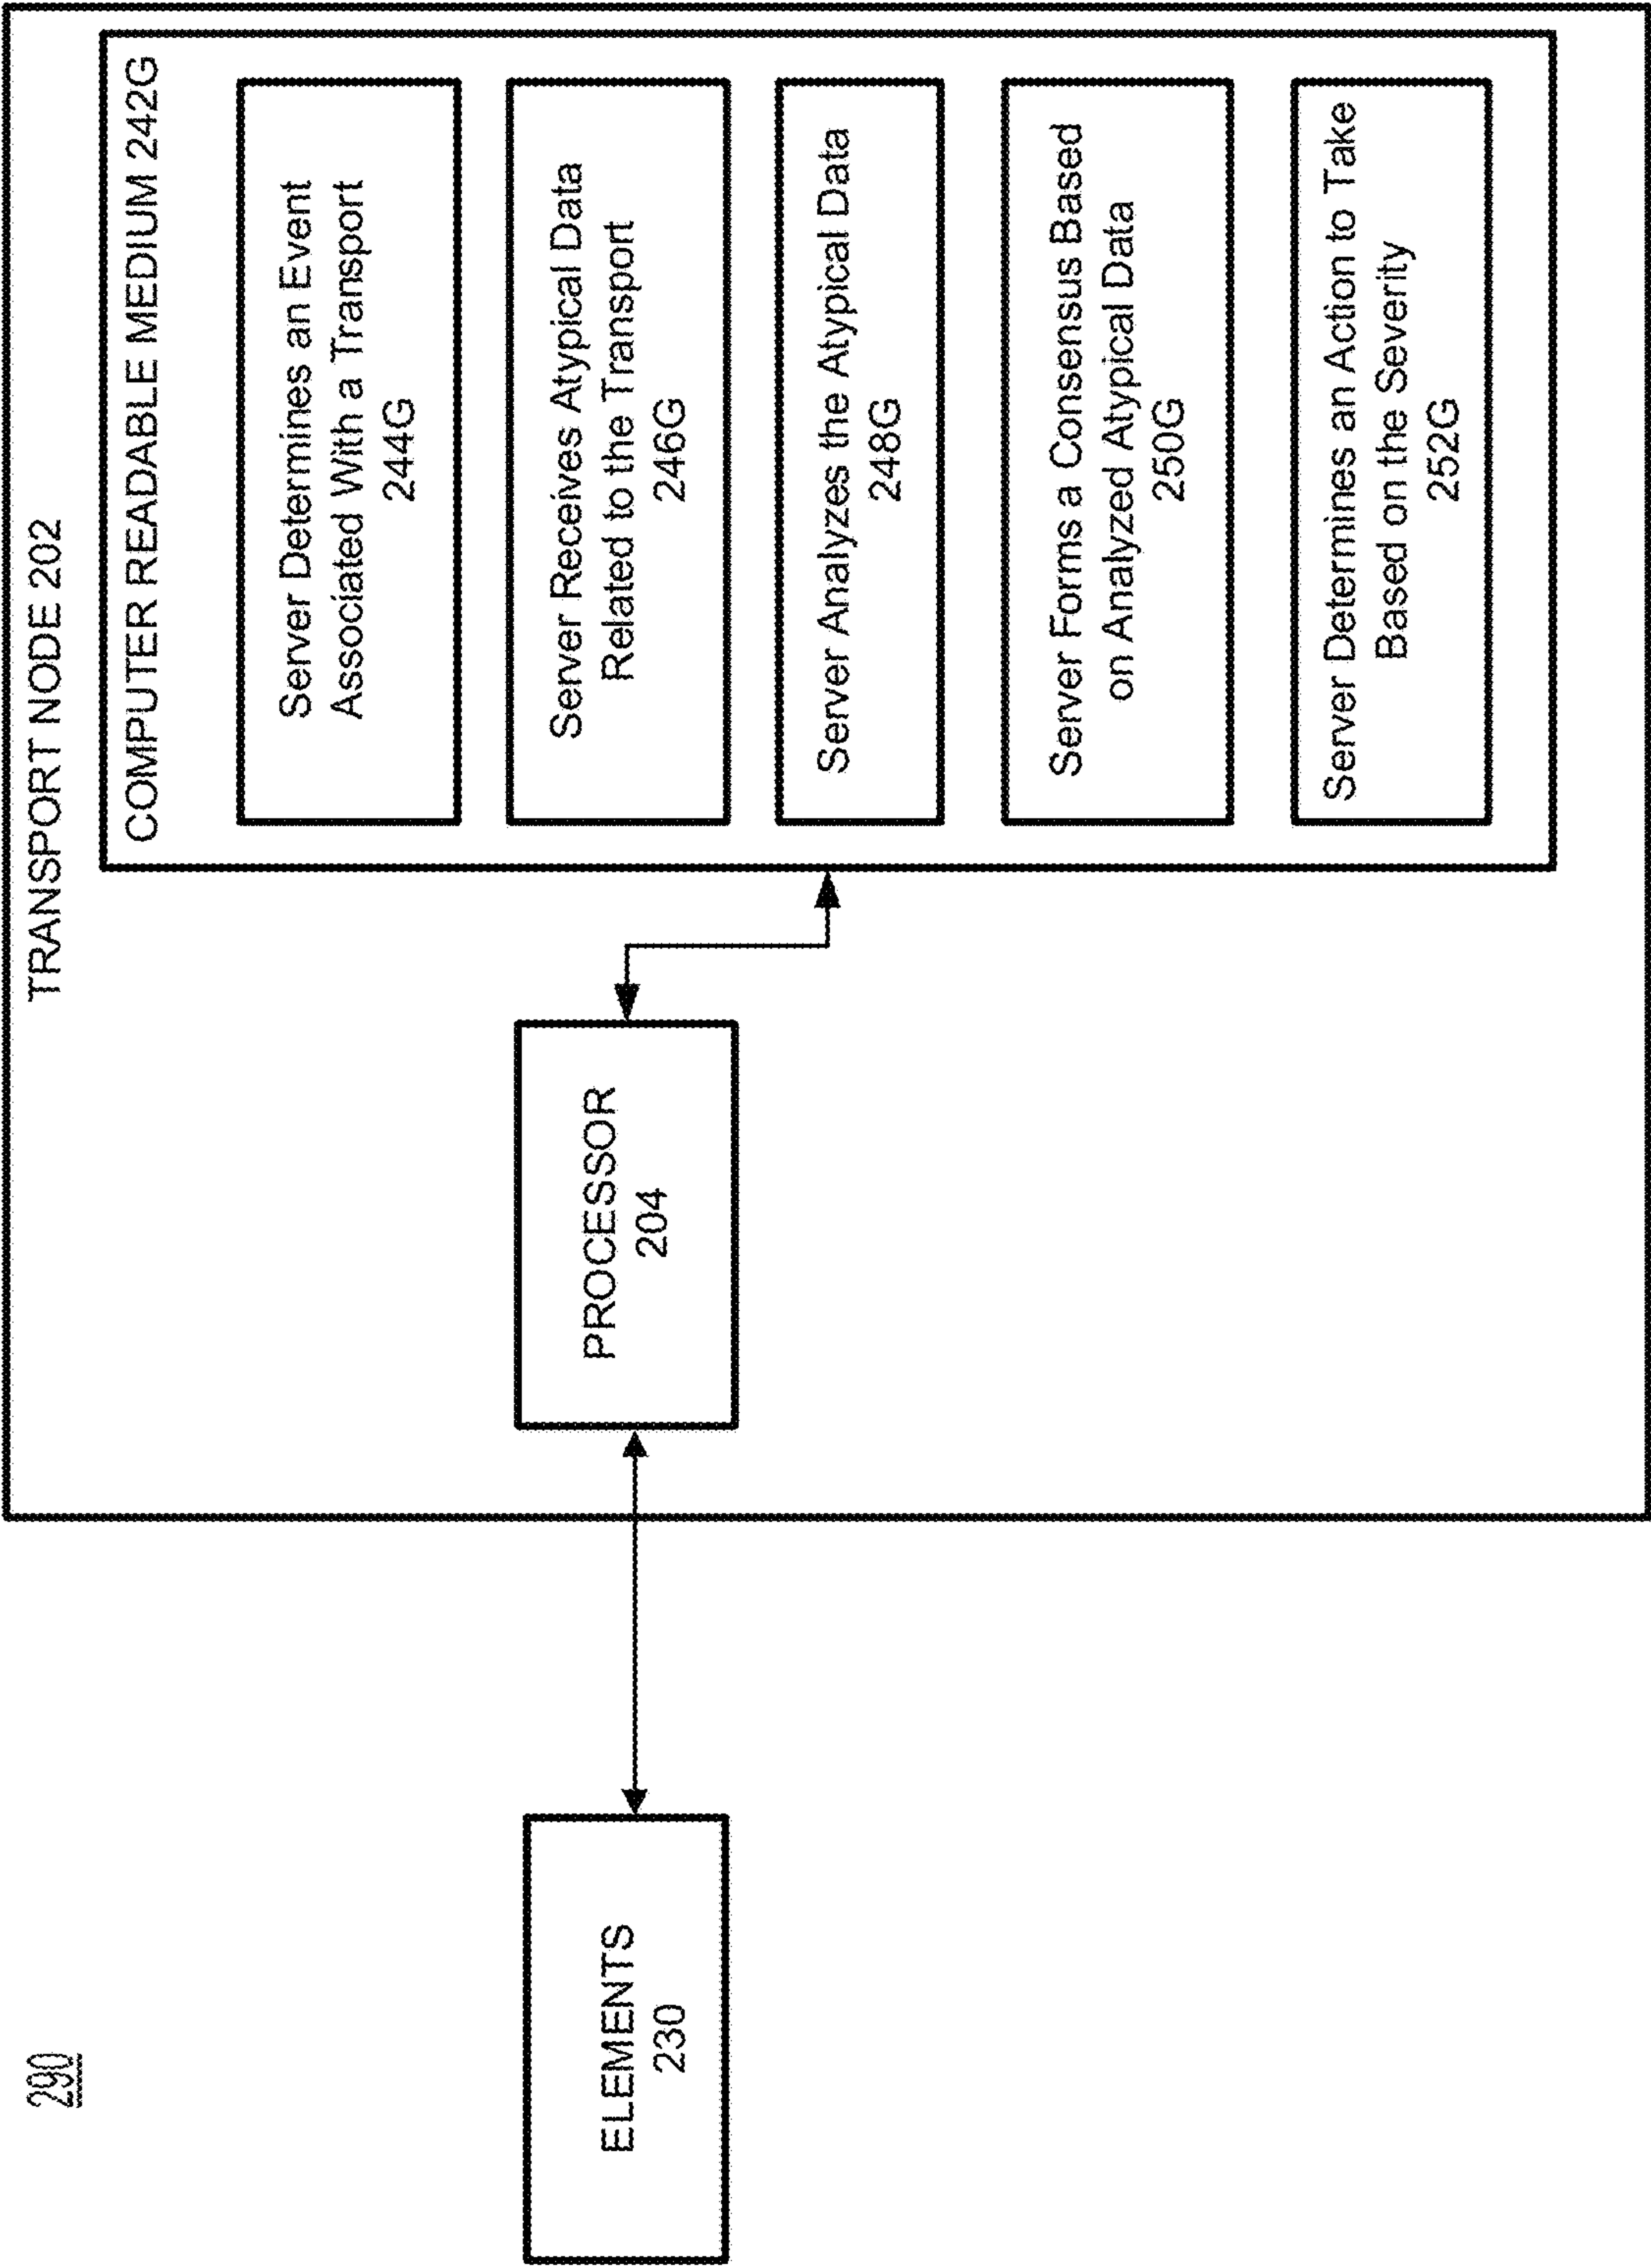 290
TRANSPORT NODE 202
COMPUTER READABLE MEDIUM 242G
Server Determines an Event
Associated With a Transport
244G
Server Receives Atypical Data
Related to the Transport
246G
Server Analyzes the Atypical Data
248G
Server Forms a Consensus Based
on Analyzed Atypical Data
250G
Server Determines an Action to Take
Based on the Severity
252G
PROCESSOR
204
ELEMENTS
230